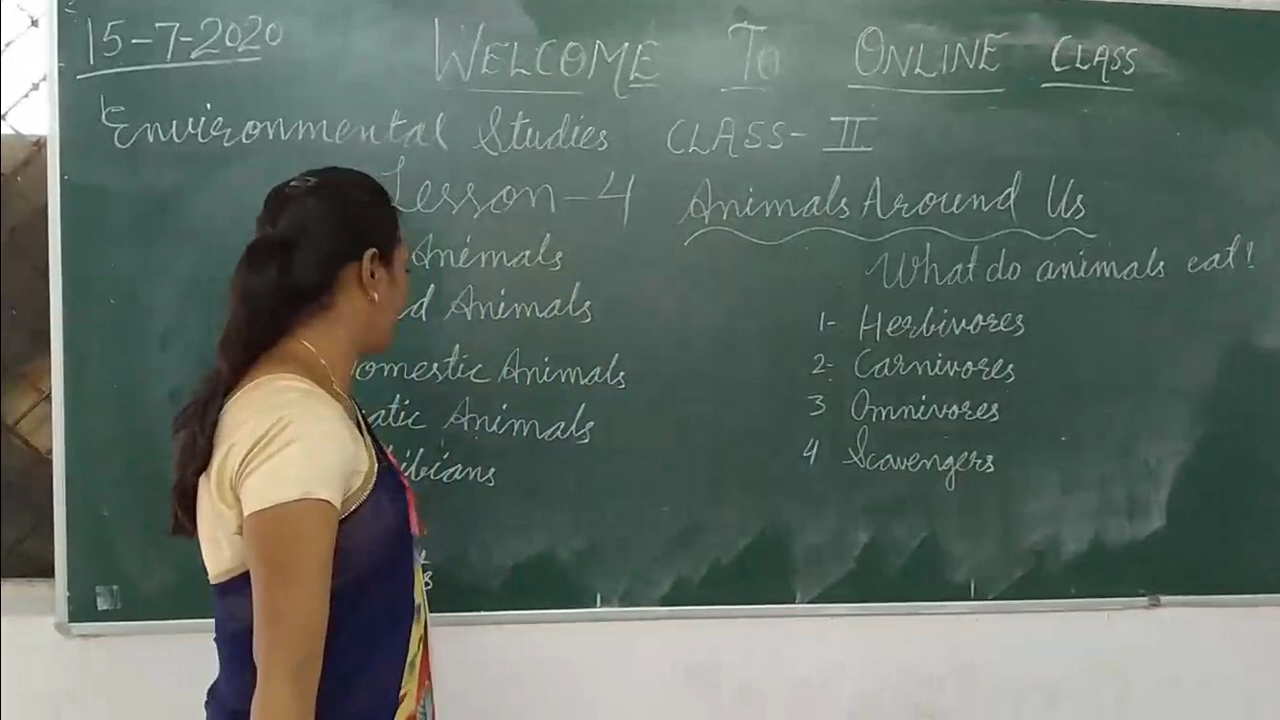 15-7-2020 WELCOME TO ONLINE CLASS
Environmental Studies CLASS- II
Lesson-4 Animals Around Us
Animals
Animals
Animals
Animals
What do animals eat!
1- Herbivores
2- Carnivores
3 Omnivores
4 Scavengers